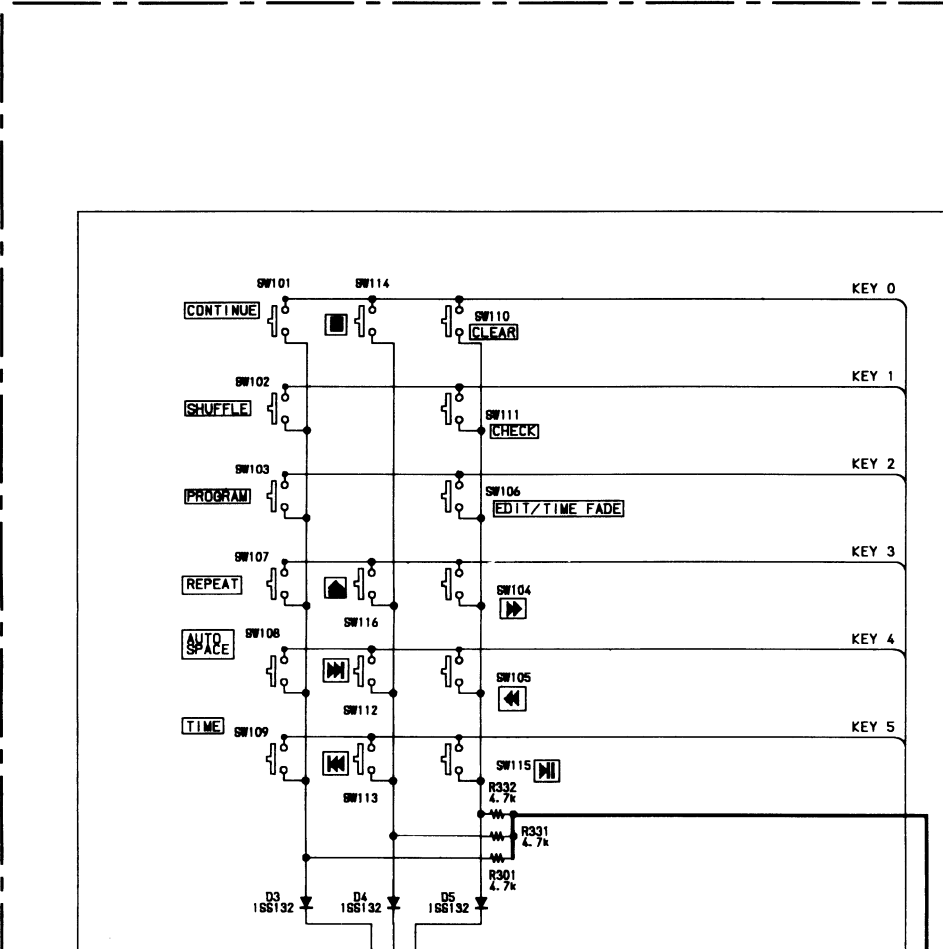 SW101
SW114
KEY 0
CONTINUE
SW110
CLEAR
KEY 1
SW102
SHUFFLE
SW111
CHECK
KEY 2
SW103
PROGRAM
SW106
EDIT/TIME FADE
KEY 3
SW107
REPEAT
SW104
SW116
KEY 4
AUTO
SPACE
SW108
SW105
SW112
KEY 5
TIME
SW109
SW115
SW113
R332
4.7k
R331
4.7k
R301
4.7k
D3
1SS132
D4
1SS132
D5
1SS132